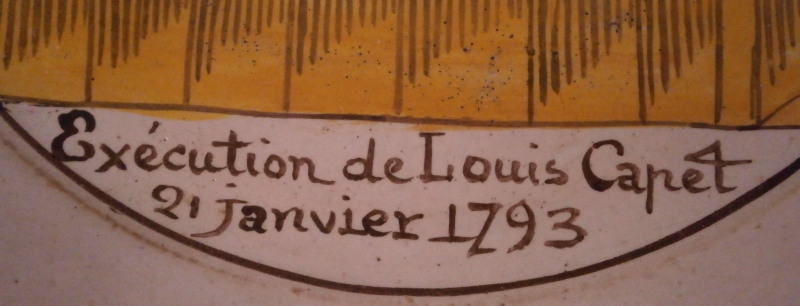 Exécution de Louis Capet
21 janvier 1793